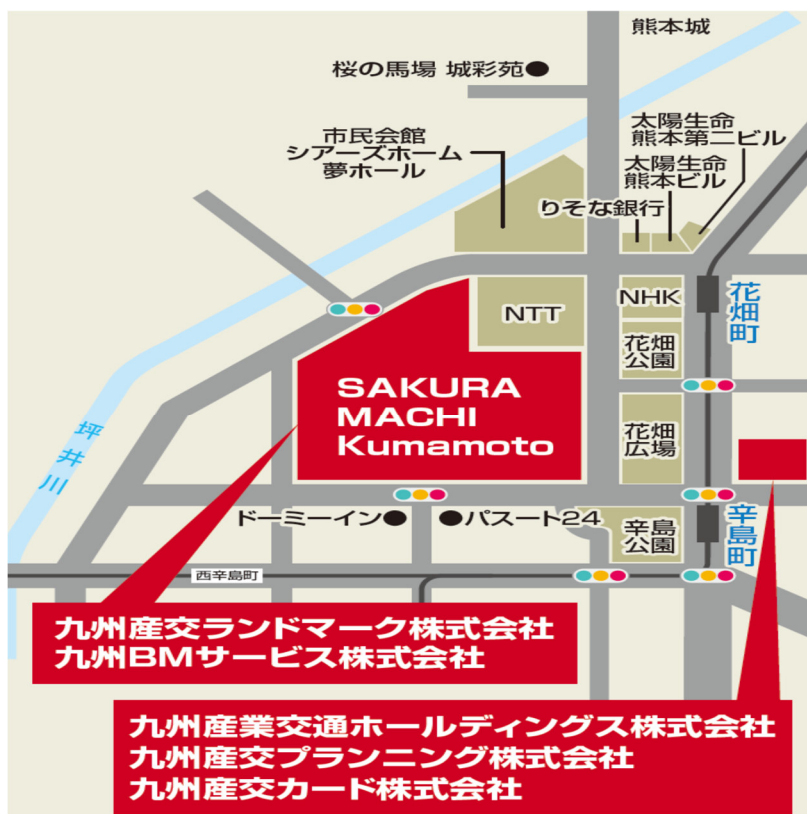 熊本城
桜の馬場 城彩苑
太陽生命
熊本第二ビル
市民会館
シアーズホーム
夢ホール
太陽生命
熊本ビル
りそな銀行
NTT
NHK
花畑町
花畑
公園
SAKURA
MACHI
Kumamoto
花畑
広場
坪井川
ドーミーイン
パスート24
辛島
公園
辛島町
西辛島町
九州産交ランドマーク株式会社
九州BMサービス株式会社
九州産業交通ホールディングス株式会社
九州産交プランニング株式会社
九州産交カード株式会社